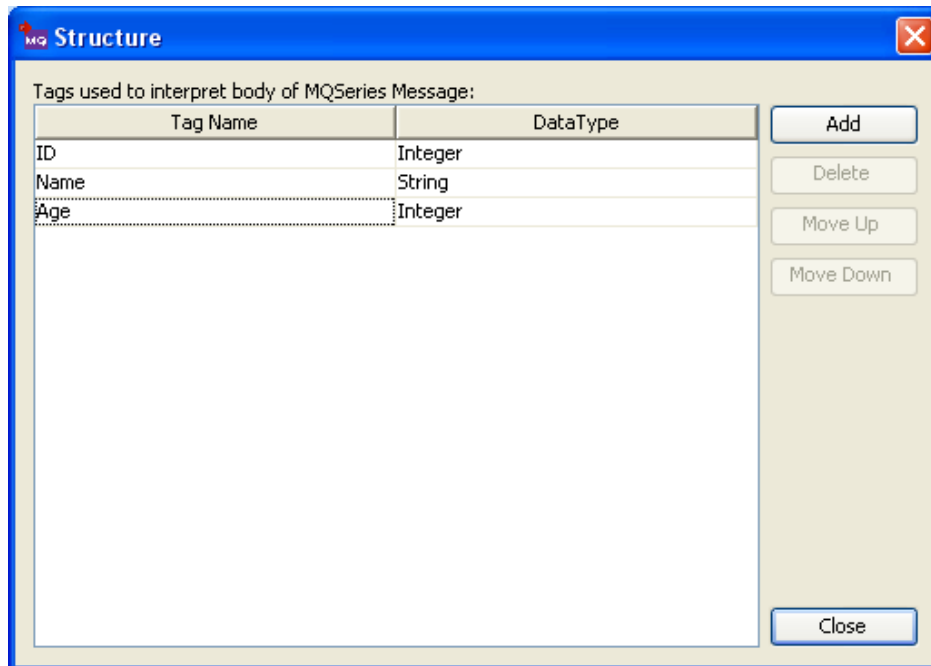 MQ Structure
Tags used to interpret body of MQSeries Message:
Tag Name DataType
ID Integer
Name String
Age Integer
Add
Delete
Move Up
Move Down
Close